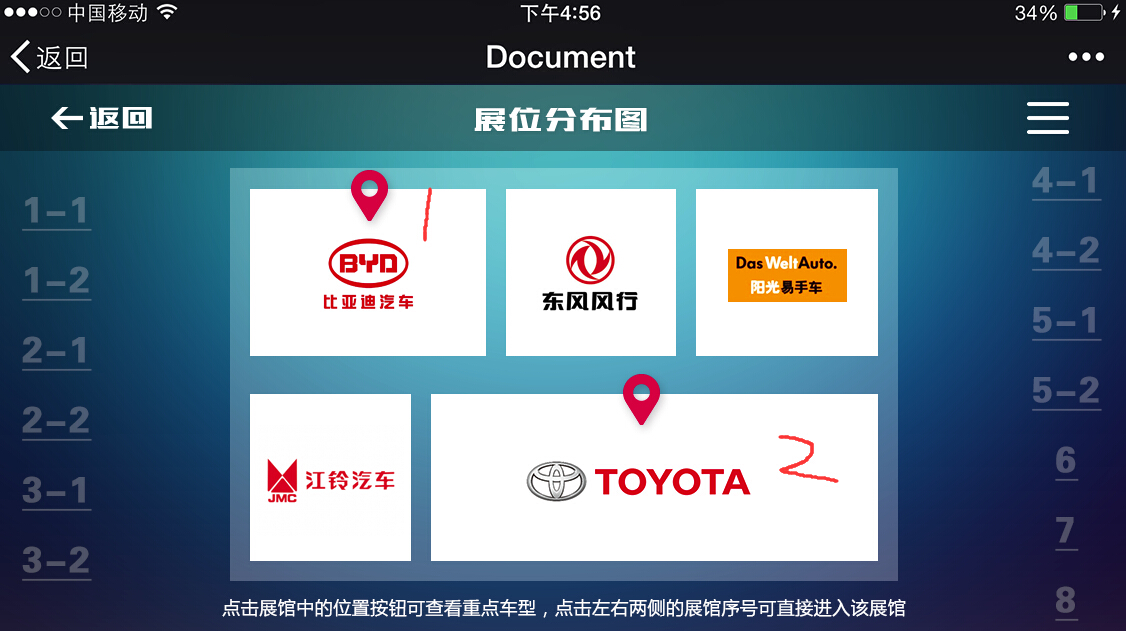 中国移动 下午4:56 34%
返回 Document
返回 展位分布图
1-1
1-2
2-1
2-2
3-1
3-2
BYD
比亚迪汽车
1
东风风行
Das WeltAuto.
阳光易手车
JMC 江铃汽车
TOYOTA
2
4-1
4-2
5-1
5-2
6
7
8
点击展馆中的位置按钮可查看重点车型，点击左右两侧的展馆序号可直接进入该展馆